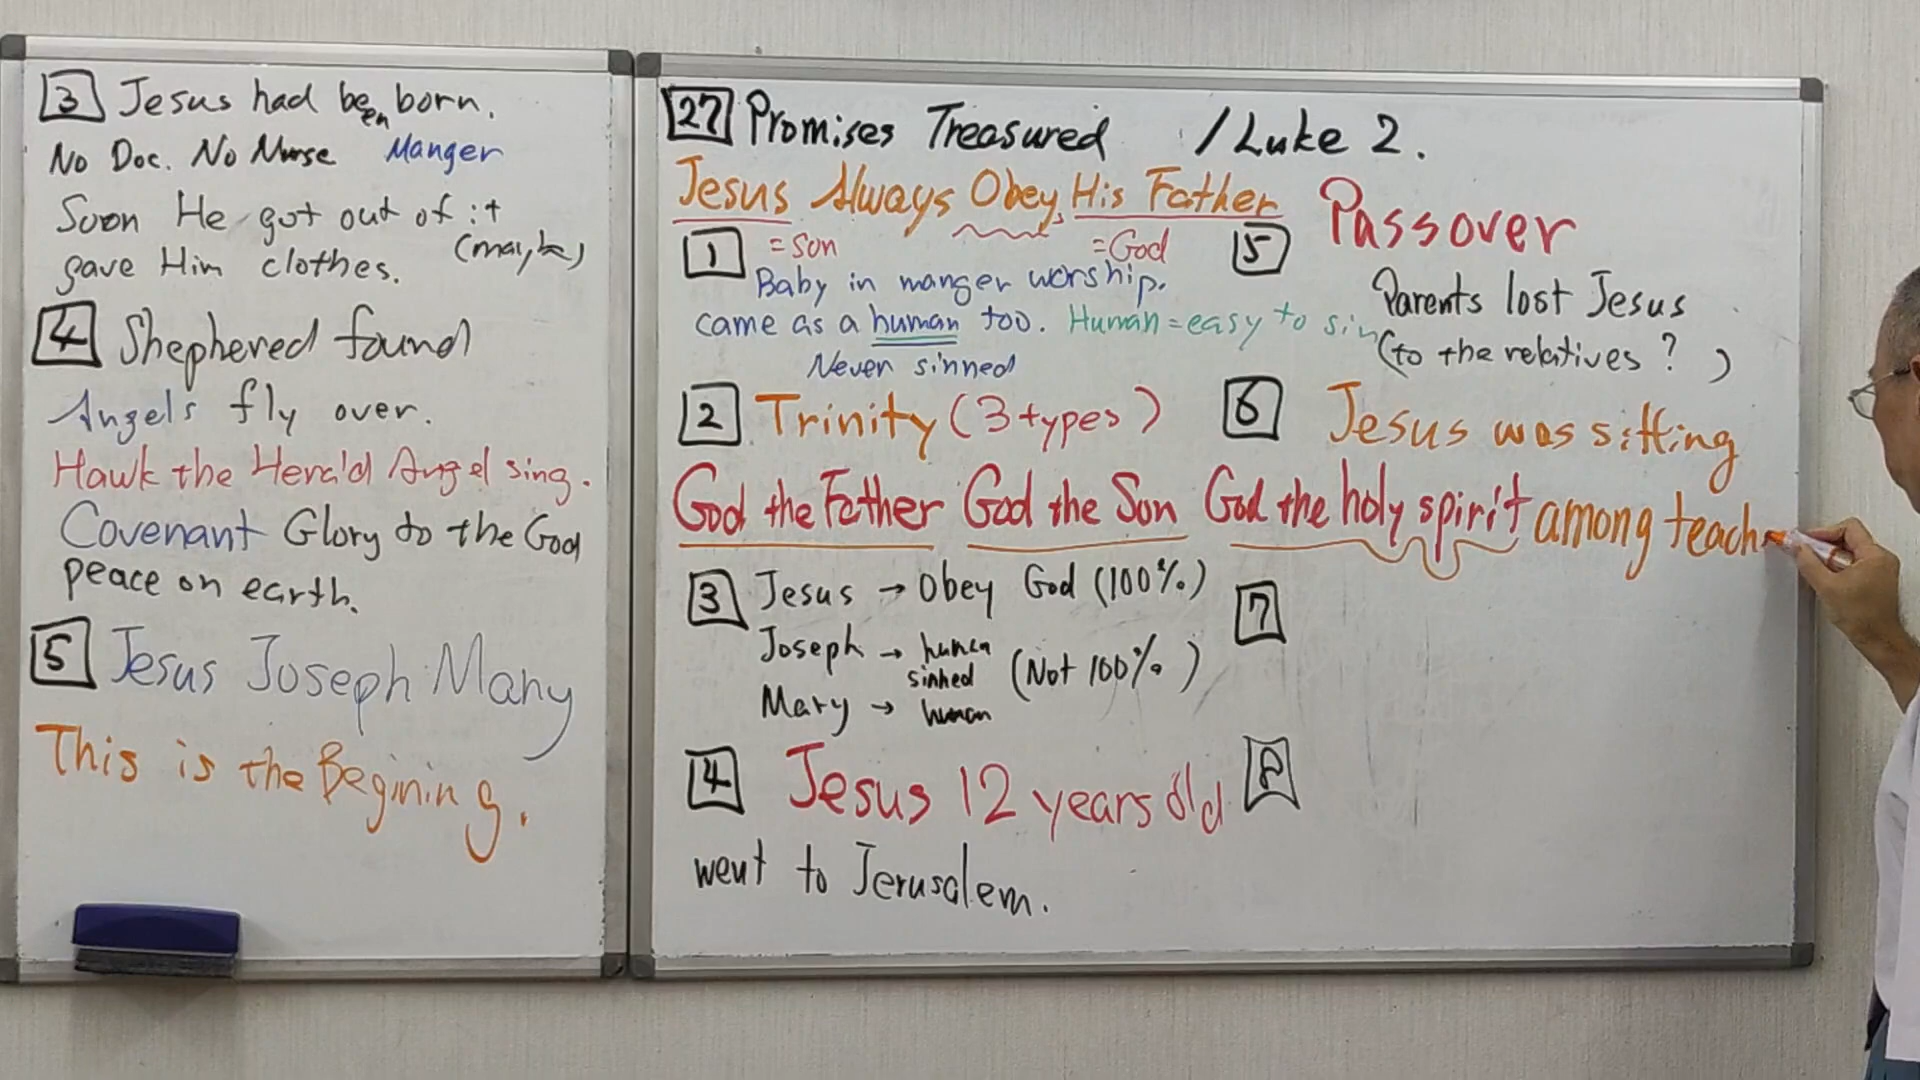 3 Jesus had been born.
No Doc. No Nurse Manger
Soon He got out of it
(maybe)
gave Him clothes.
4 Shephered found
Angels fly over.
Hawk the Herald Angel sing.
Covenant Glory to the God
peace on earth.
5 Jesus Joseph Mary
This is the Begining.
27 Promises Treasured / Luke 2.
Jesus Always Obey, His Father
= Son = God
1 Baby in manger worship.
came as a human too. Human = easy to sin
Never sinned
2 Trinity (3 types)
God the Father God the Son God the holy spirit
3 Jesus → Obey God (100%)
Joseph → human
sinned (Not 100%)
Mary → human
4 Jesus 12 years old
went to Jerusalem.
5 Passover
Parents lost Jesus
(to the relatives ? )
6 Jesus was sitting
among teach
7
8